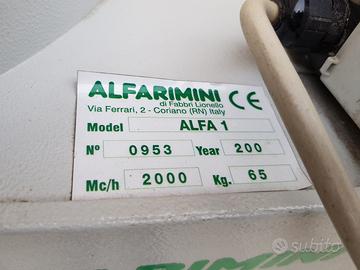 ALFARIMINI
di Fabbri Lionello
CE
Via Ferrari, 2 - Coriano (RN) Italy
Model ALFA 1
N° 0953 Year 200
Mc/h 2000 Kg. 65
subito